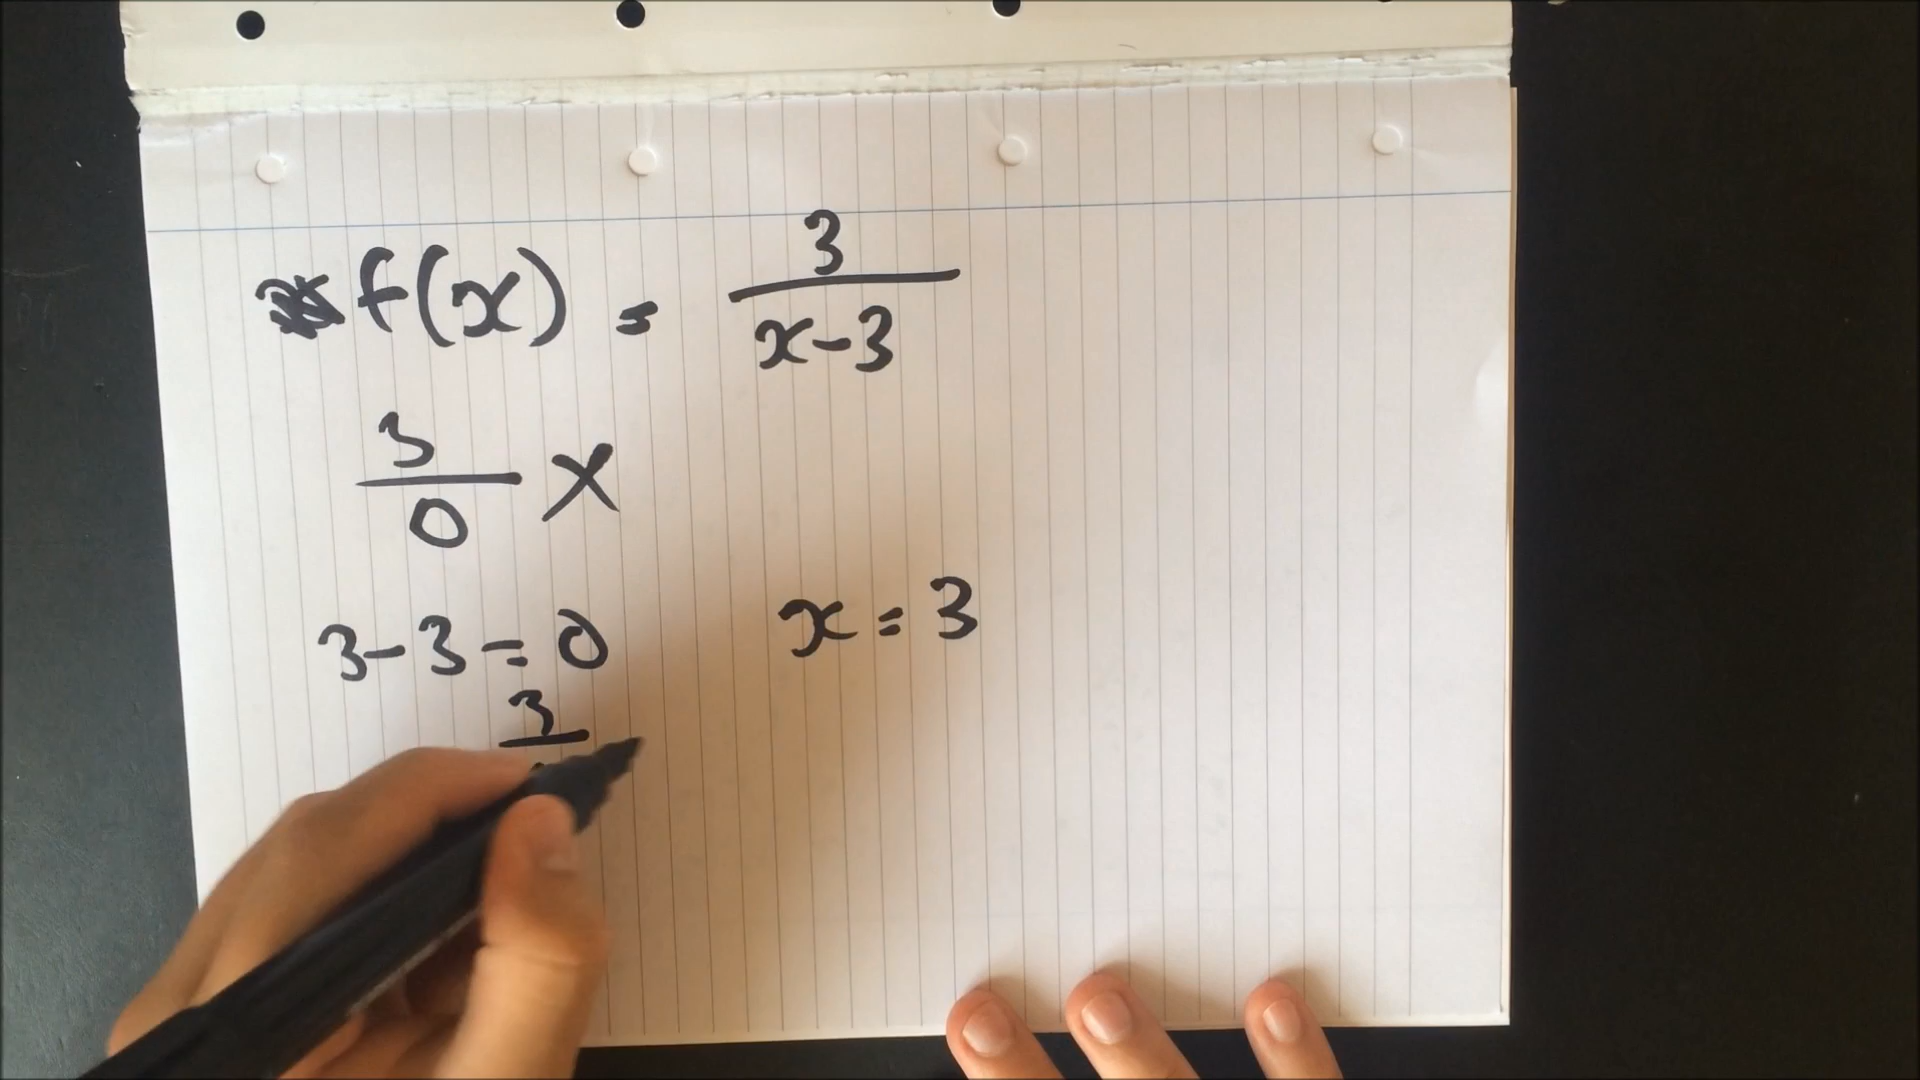 f(x) = 3/(x-3)
3/0 X
3-3=0
x=3
3